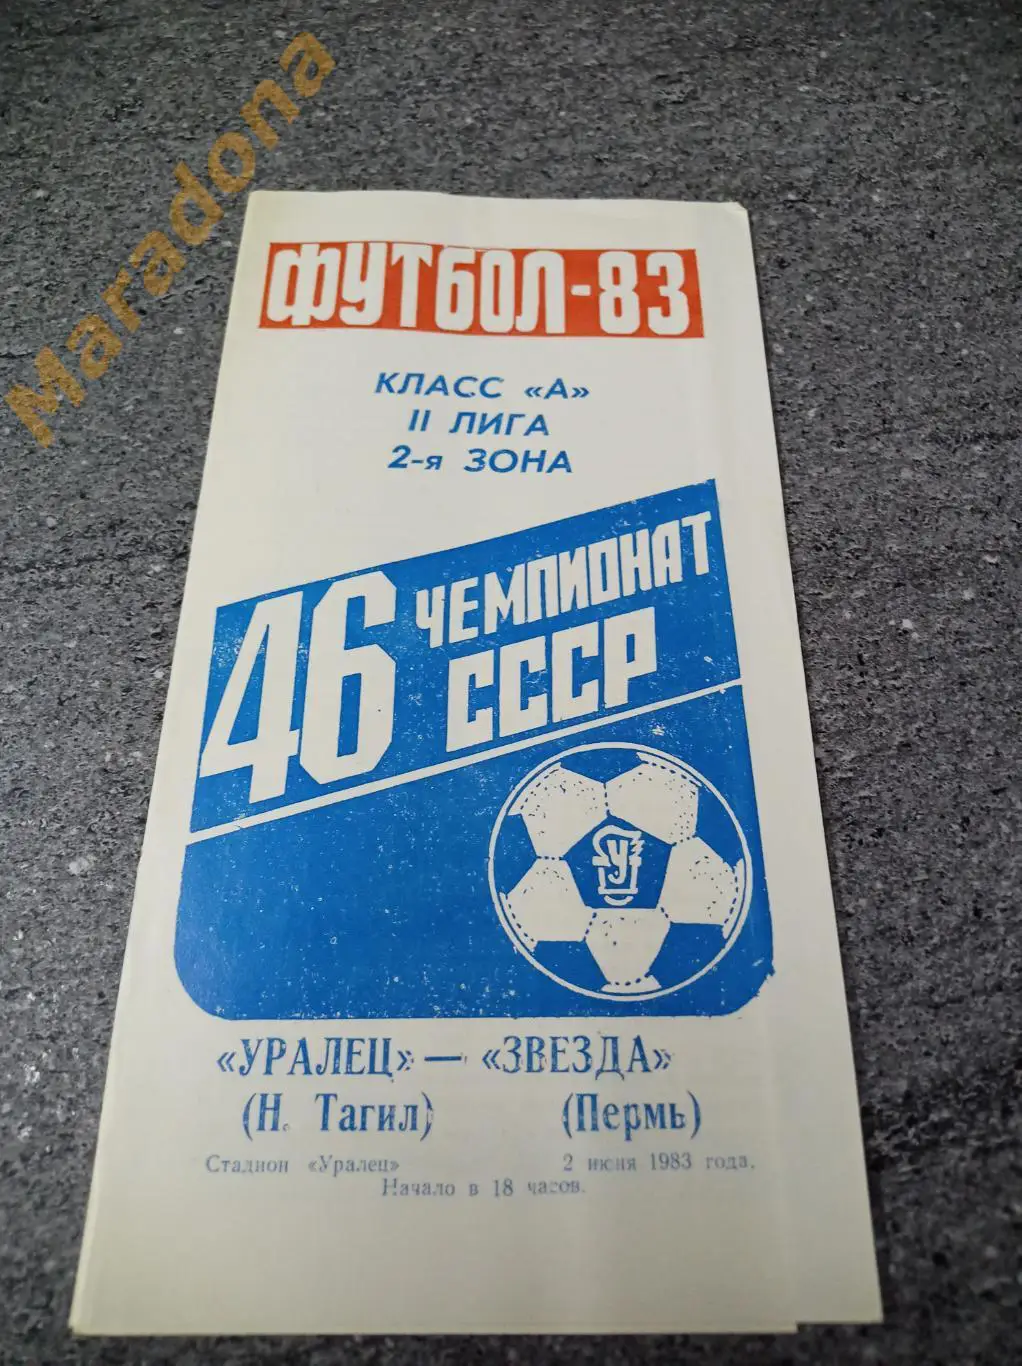 Maradona
ФУТБОЛ-83
КЛАСС «А»
II ЛИГА
2-я ЗОНА
46 ЧЕМПИОНАТ
СССР
У
«УРАЛЕЦ» — «ЗВЕЗДА»
(Н. Тагил) (Пермь)
Стадион «Уралец» 2 июня 1983 года.
Начало в 18 часов.